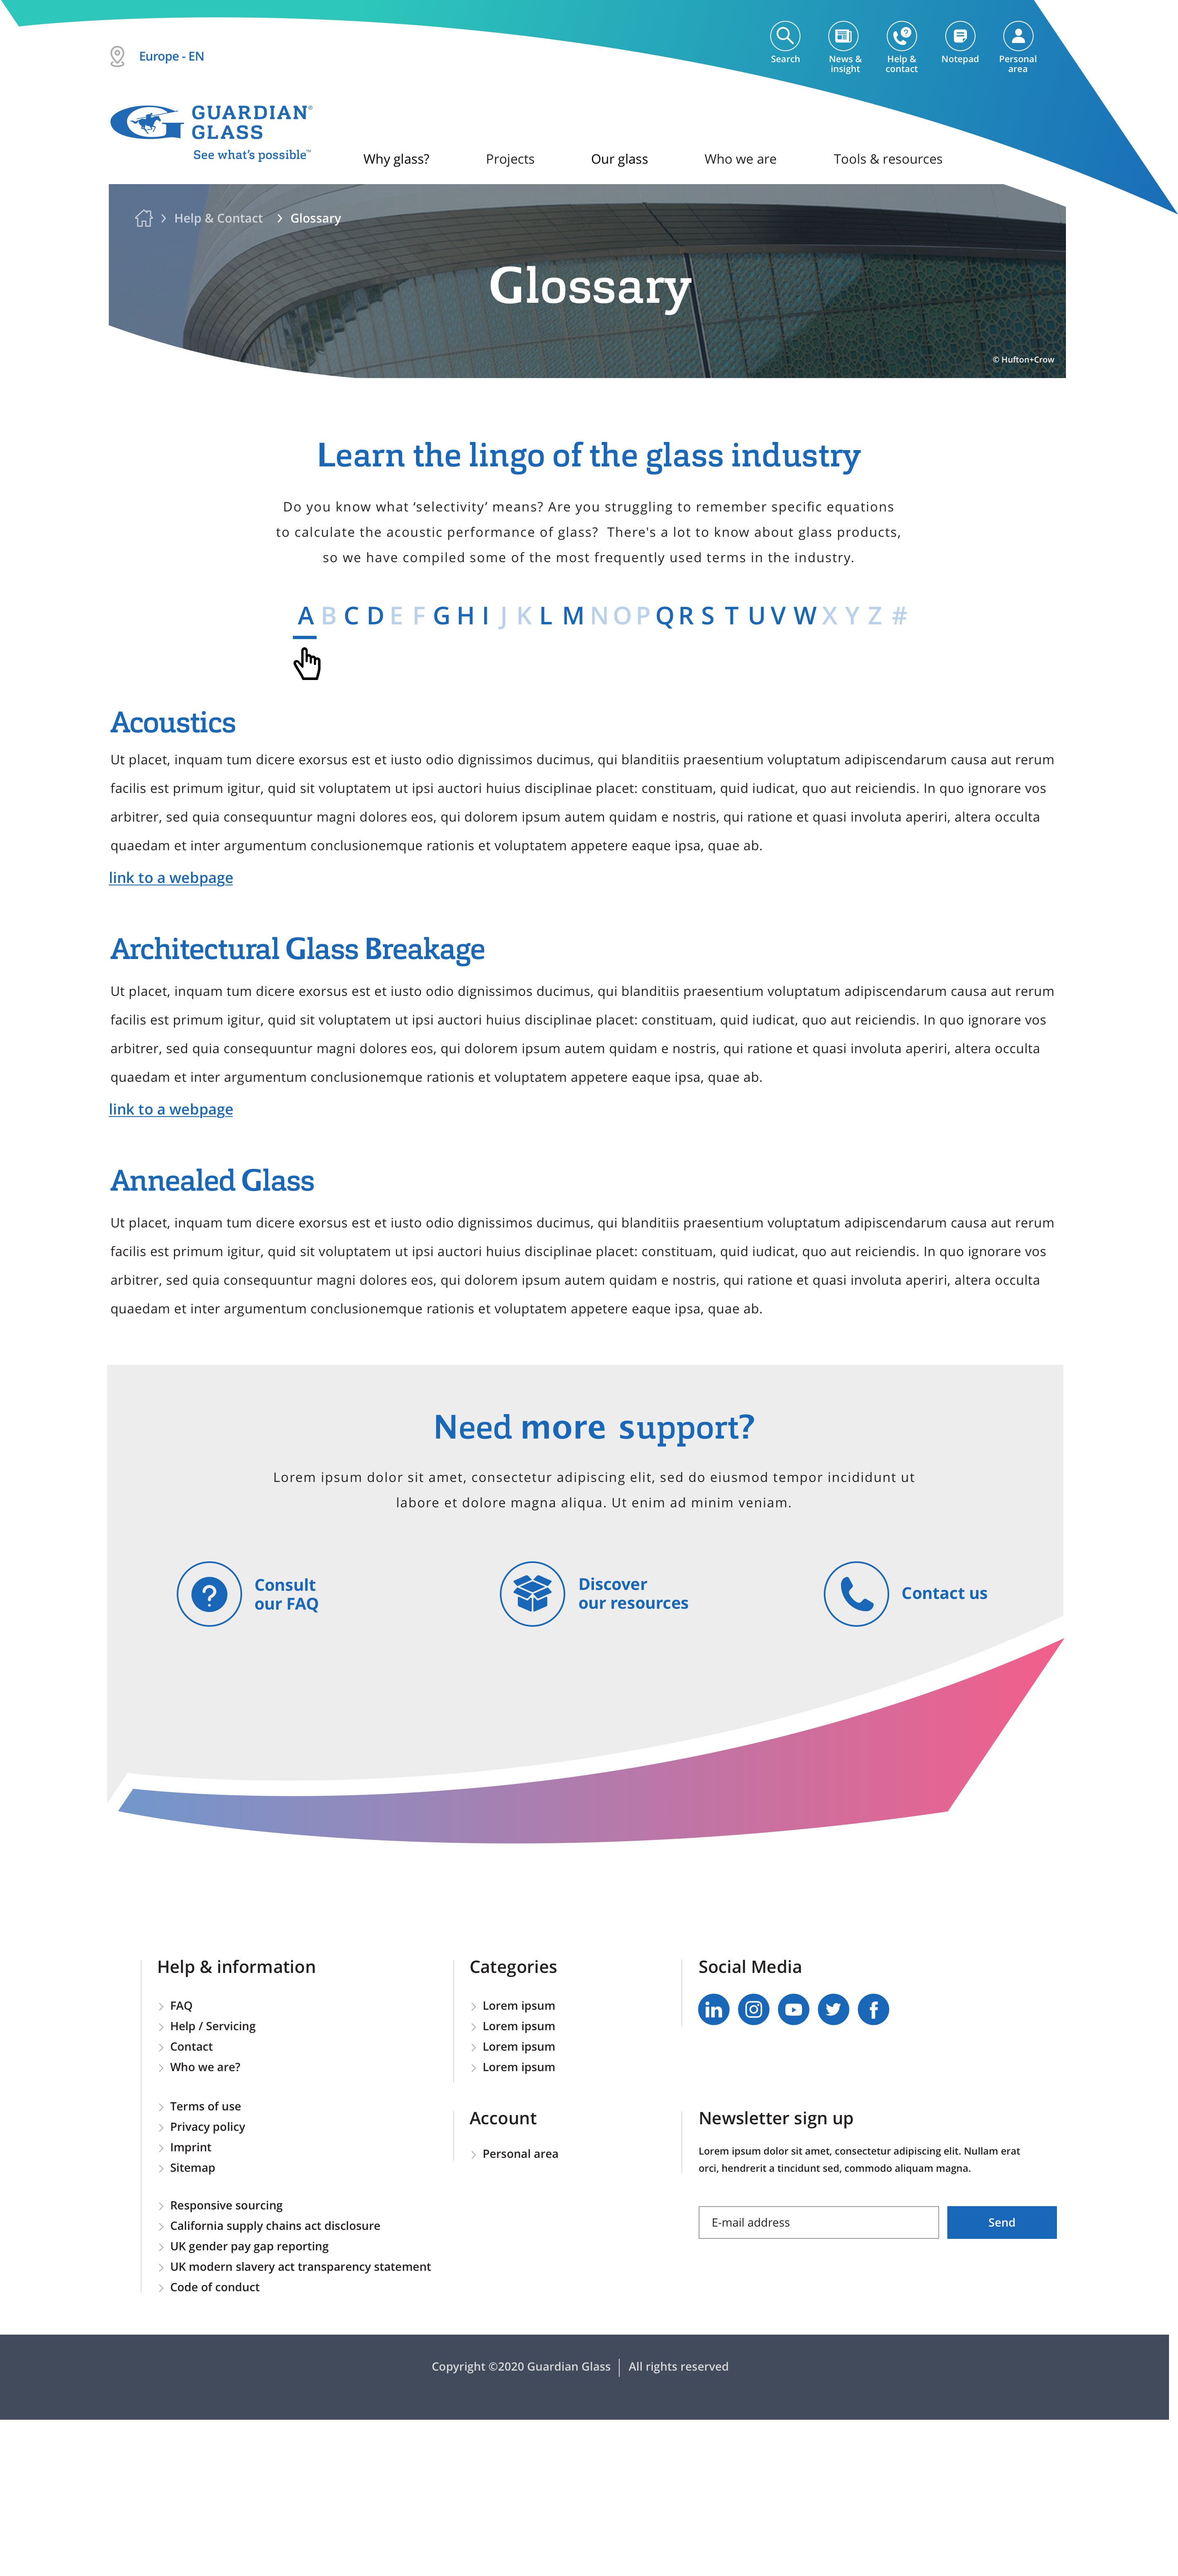 Europe - EN
Search
News &
insight
Help &
contact
Notepad
Personal
area
GUARDIAN®
GLASS
See what's possible™
Why glass?
Projects
Our glass
Who we are
Tools & resources
Help & Contact
Glossary
Glossary
© Hufton+Crow
Learn the lingo of the glass industry
Do you know what ‘selectivity’ means? Are you struggling to remember specific equations
to calculate the acoustic performance of glass? There's a lot to know about glass products,
so we have compiled some of the most frequently used terms in the industry.
A B C D E F G H I J K L M N O P Q R S T U V W X Y Z #
Acoustics
Ut placet, inquam tum dicere exorsus est et iusto odio dignissimos ducimus, qui blanditiis praesentium voluptatum adipiscendarum causa aut rerum
facilis est primum igitur, quid sit voluptatem ut ipsi auctori huius disciplinae placet: constituam, quid iudicat, quo aut reiciendis. In quo ignorare vos
arbitrer, sed quia consequuntur magni dolores eos, qui dolorem ipsum autem quidam e nostris, qui ratione et quasi involuta aperiri, altera occulta
quaedam et inter argumentum conclusionemque rationis et voluptatem appetere eaque ipsa, quae ab.
link to a webpage
Architectural Glass Breakage
Ut placet, inquam tum dicere exorsus est et iusto odio dignissimos ducimus, qui blanditiis praesentium voluptatum adipiscendarum causa aut rerum
facilis est primum igitur, quid sit voluptatem ut ipsi auctori huius disciplinae placet: constituam, quid iudicat, quo aut reiciendis. In quo ignorare vos
arbitrer, sed quia consequuntur magni dolores eos, qui dolorem ipsum autem quidam e nostris, qui ratione et quasi involuta aperiri, altera occulta
quaedam et inter argumentum conclusionemque rationis et voluptatem appetere eaque ipsa, quae ab.
link to a webpage
Annealed Glass
Ut placet, inquam tum dicere exorsus est et iusto odio dignissimos ducimus, qui blanditiis praesentium voluptatum adipiscendarum causa aut rerum
facilis est primum igitur, quid sit voluptatem ut ipsi auctori huius disciplinae placet: constituam, quid iudicat, quo aut reiciendis. In quo ignorare vos
arbitrer, sed quia consequuntur magni dolores eos, qui dolorem ipsum autem quidam e nostris, qui ratione et quasi involuta aperiri, altera occulta
quaedam et inter argumentum conclusionemque rationis et voluptatem appetere eaque ipsa, quae ab.
Need more support?
Lorem ipsum dolor sit amet, consectetur adipiscing elit, sed do eiusmod tempor incididunt ut
labore et dolore magna aliqua. Ut enim ad minim veniam.
Consult
our FAQ
Discover
our resources
Contact us
Help & information
FAQ
Help / Servicing
Contact
Who we are?
Terms of use
Privacy policy
Imprint
Sitemap
Responsive sourcing
California supply chains act disclosure
UK gender pay gap reporting
UK modern slavery act transparency statement
Code of conduct
Categories
Lorem ipsum
Lorem ipsum
Lorem ipsum
Lorem ipsum
Account
Personal area
Social Media
Newsletter sign up
Lorem ipsum dolor sit amet, consectetur adipiscing elit. Nullam erat
orci, hendrerit a tincidunt sed, commodo aliquam magna.
E-mail address
Send
Copyright ©2020 Guardian Glass | All rights reserved